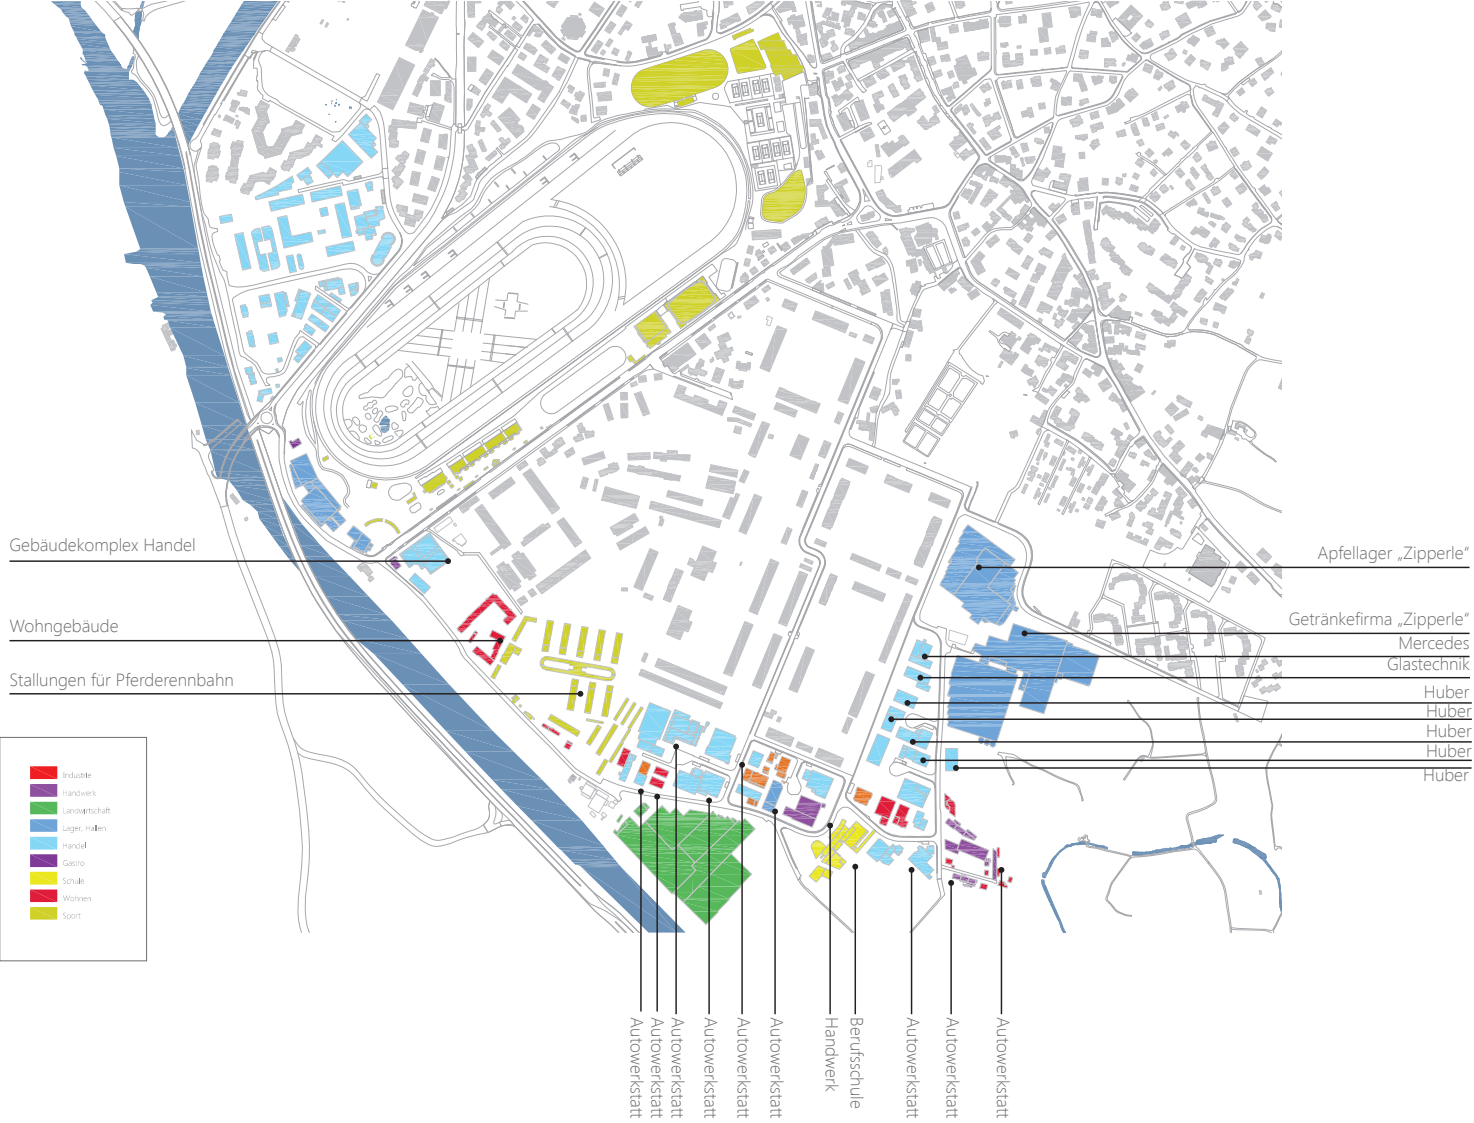 Gebäudekomplex Handel
Wohngebäude
Stallungen für Pferderennbahn
Apfellager „Zipperle“
Getränkefirma „Zipperle“
Mercedes
Glastechnik
Huber
Huber
Huber
Huber
Huber
Industrie
Handwerk
Landwirtschaft
Lager, Hallen
Handel
Gastro
Schule
Wohnen
Sport
Autowerkstatt
Autowerkstatt
Autowerkstatt
Autowerkstatt
Autowerkstatt
Autowerkstatt
Handwerk
Berufsschule
Autowerkstatt
Autowerkstatt
Autowerkstatt